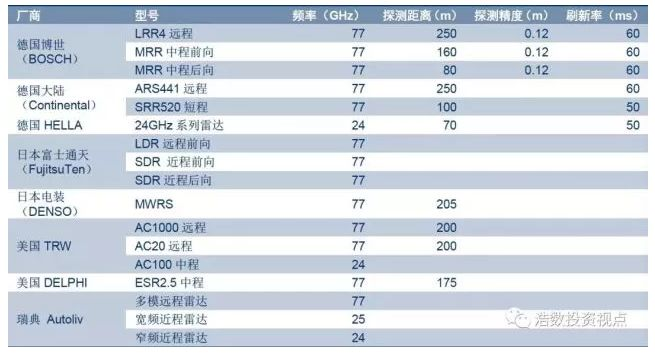 厂商 型号 频率（GHz） 探测距离（m） 探测精度（m） 刷新率（ms）
德国博世（BOSCH） LRR4 远程 77 250 0.12 60
MRR 中程前向 77 160 0.12 60
MRR 中程后向 77 80 0.12 60
德国大陆（Continental） ARS441 远程 77 250 60
SRR520 短程 77 100 50
德国 HELLA 24GHz 系列雷达 24 70 50
日本富士通天（FujitsuTen） LDR 远程前向 77
SDR 近程前向 77
SDR 近程后向 77
日本电装（DENSO） MWRS 77 205
美国 TRW AC1000 远程 77 200
AC20 远程 77 200
AC100 中程 24
美国 DELPHI ESR2.5 中程 77 175
瑞典 Autoliv 多模远程雷达 77
宽频近程雷达 25
窄频近程雷达 24
浩数投资视点